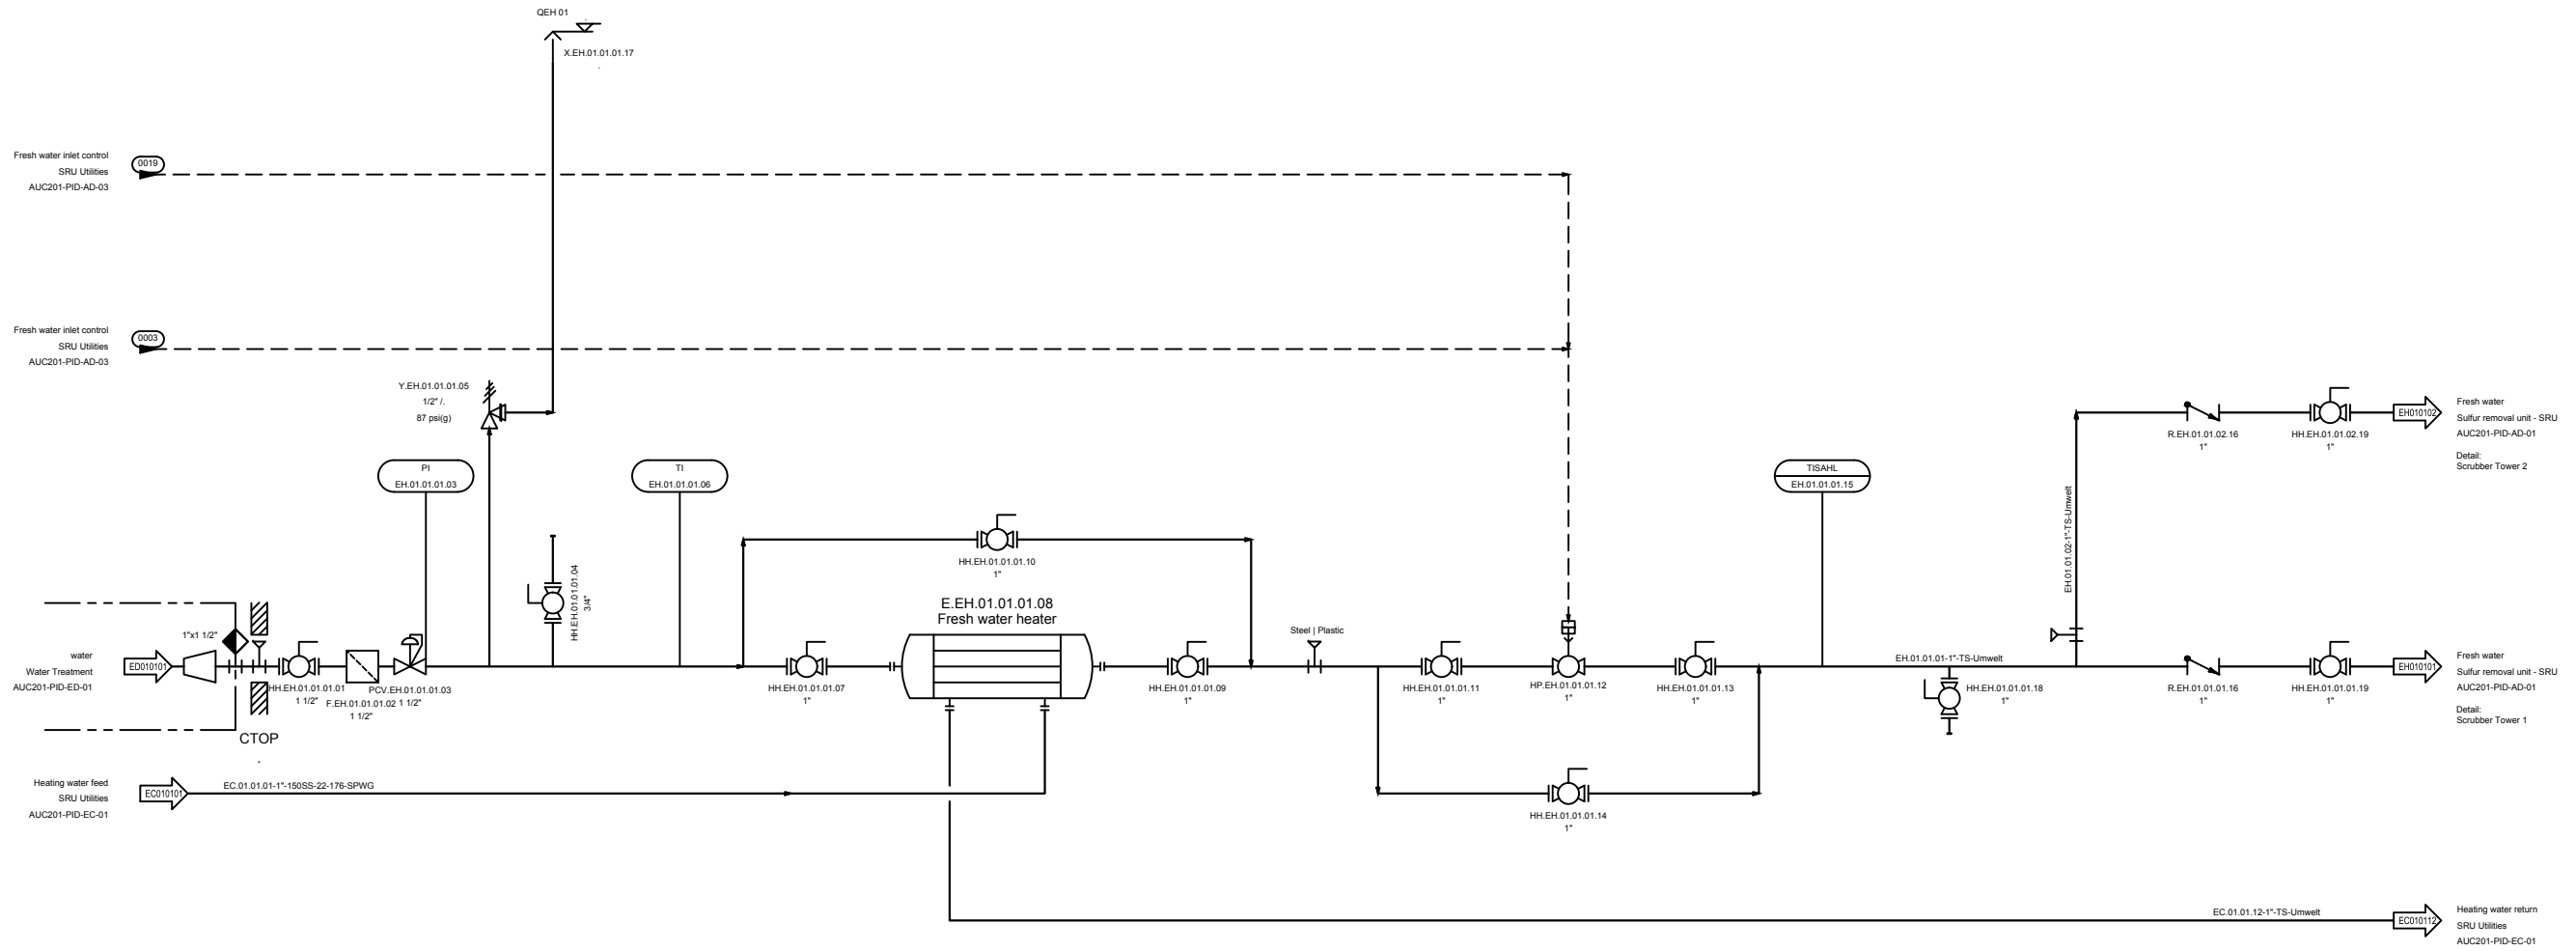 QEH 01
X.EH.01.01.01.17
Fresh water inlet control
SRU Utilities
AUC201-PID-AD-03
0019
Fresh water inlet control
SRU Utilities
AUC201-PID-AD-03
0003
Y.EH.01.01.01.05
1/2" /.
87 psi(g)
PI
EH.01.01.01.03
TI
EH.01.01.01.06
TISAHL
EH.01.01.01.15
R.EH.01.01.02.16
1"
HH.EH.01.01.02.19
1"
EH010102
Fresh water
Sulfur removal unit - SRU
AUC201-PID-AD-01
Detail:
Scrubber Tower 2
EH.01.01.02-1"-TS-Umwelt
HH.EH.01.01.01.04
3/4"
HH.EH.01.01.01.10
1"
E.EH.01.01.01.08
Fresh water heater
Steel | Plastic
1"x1 1/2"
water
Water Treatment
AUC201-PID-ED-01
ED010101
HH.EH.01.01.01.01
1 1/2"
F.EH.01.01.01.02
1 1/2"
PCV.EH.01.01.01.03
1 1/2"
CTOP
HH.EH.01.01.01.07
1"
HH.EH.01.01.01.09
1"
HH.EH.01.01.01.11
1"
HP.EH.01.01.01.12
1"
HH.EH.01.01.01.13
1"
EH.01.01.01-1"-TS-Umwelt
HH.EH.01.01.01.18
1"
R.EH.01.01.01.16
1"
HH.EH.01.01.01.19
1"
EH010101
Fresh water
Sulfur removal unit - SRU
AUC201-PID-AD-01
Detail:
Scrubber Tower 1
Heating water feed
SRU Utilities
AUC201-PID-EC-01
EC010101
EC.01.01.01-1"-150SS-22-176-SPWG
HH.EH.01.01.01.14
1"
EC.01.01.12-1"-TS-Umwelt
EC010112
Heating water return
SRU Utilities
AUC201-PID-EC-01